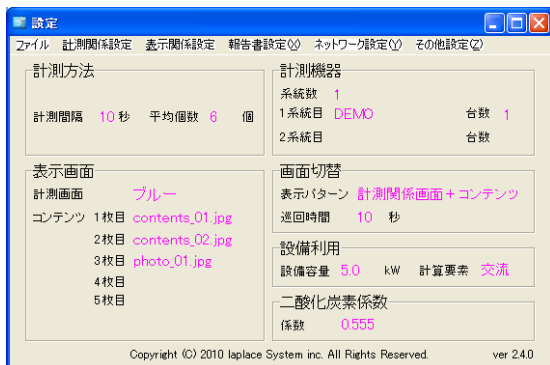 設定
ファイル 計測関係設定 表示関係設定 報告書設定(X) ネットワーク設定(Y) その他設定(Z)
計測方法
計測間隔 10 秒 平均個数 6 個
計測機器
系統数 1
1系統目 DEMO 台数 1
2系統目 台数
表示画面
計測画面 ブルー
コンテンツ 1枚目 contents_01.jpg
2枚目 contents_02.jpg
3枚目 photo_01.jpg
4枚目
5枚目
画面切替
表示パターン 計測関係画面+コンテンツ
巡回時間 10 秒
設備利用
設備容量 5.0 kW 計算要素 交流
二酸化炭素係数
係数 0.555
Copyright (C) 2010 laplace System inc. All Rights Reserved. ver 2.4.0